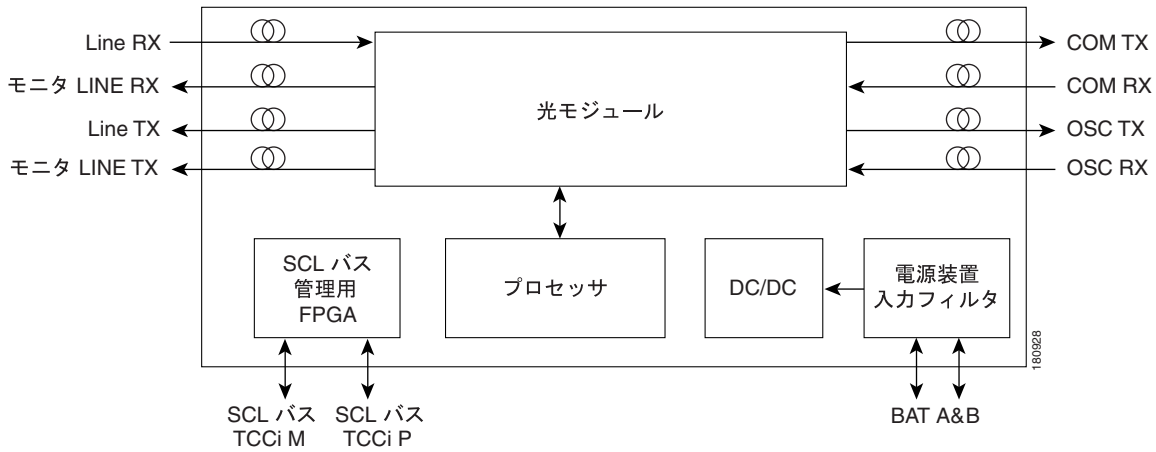 Line RX
モニタ LINE RX
Line TX
モニタ LINE TX
光モジュール
COM TX
COM RX
OSC TX
OSC RX
SCL バス
管理用
FPGA
プロセッサ
DC/DC
電源装置
入力フィルタ
180928
SCL バス
TCCi M
SCL バス
TCCi P
BAT A&B